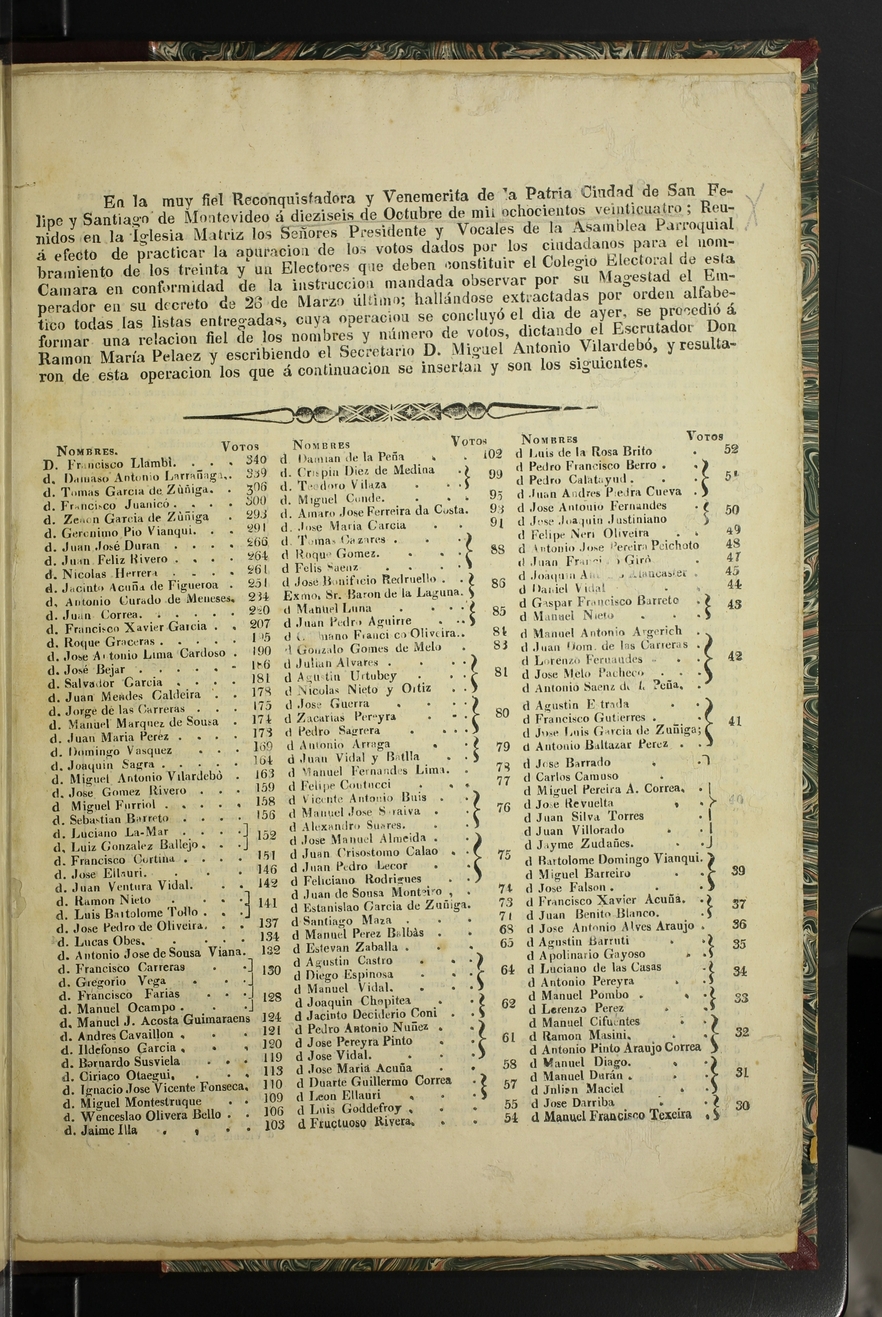 En la muy fiel Reconquistadora y Venemerita de la Patria Ciudad de San Fe-
lipe y Santiago de Montevideo á dieziseis de Octubre de mil ochocientos veinticuatro; Reu-
nidos en la Iglesia Matriz los Señores Presidente y Vocales de la Asamblea Parroquial
á efecto de practicar la apuracion de los votos dados por los ciudadanos para el nom-
bramiento de los treinta y un Electores que deben constituir el Colegio Electoral de esta
Camara en conformidad de la instruccion mandada observar por su Magestad el Em-
perador en su decreto de 26 de Marzo último; hallándose extractadas por orden alfabe-
tico todas las listas entregadas, cuya operacion se concluyó el dia de ayer, se procedió á
formar una relacion fiel de los nombres y número de votos, dictando el Escrutador Don
Ramon María Pelaez y escribiendo el Secretario D. Miguel Antonio Vilardebó, y resulta-
ron de esta operacion los que á continuacion se insertan y son los siguientes.
NOMBRES. VOTOS
D. Francisco Llambi. 340
d. Damaso Antonio Larrañaga. 339
d. Tomas Garcia de Zúñiga. 306
d. Francisco Juanicó. 300
d. Zenon Garcia de Zúñiga 293
d. Geronimo Pio Vianqui. 291
d. Juan José Duran 266
d. Juan Feliz Rivero 264
d. Nicolas Herrera 261
d. Jacinto Acuña de Figueroa 251
d. Antonio Curado de Meneses. 234
d. Juan Correa. 220
d. Francisco Xavier Garcia 207
d. Roque Graceras 195
d. Jose Antonio Lima Cardoso 190
d. José Bejar 186
d. Salvador Garcia 181
d. Juan Mendes Caldeira 178
d. Jorge de las Carreras 175
d. Manuel Marquez de Sousa 174
d. Juan Maria Perez 173
d. Domingo Vasquez 169
d. Joaquin Sagra 164
d. Miguel Antonio Vilardebò 163
d. Jose Gomez Rivero 159
d Miguel Furriol 158
d. Sebastian Barreto 156
d. Luciano La-Mar
d. Luiz Gonzalez Ballejo 152
d. Francisco Cortina 151
d. Jose Ellauri. 146
d. Juan Ventura Vidal. 142
d. Ramon Nieto
d. Luis Bartolome Tollo 141
d. Jose Pedro de Oliveira. 137
d. Lucas Obes. 134
d. Antonio Jose de Sousa Viana. 132
d. Francisco Carreras
d. Gregorio Vega 130
d. Francisco Farias
d. Manuel Ocampo 128
d. Manuel J. Acosta Guimaraens 124
d. Andres Cavaillon 121
d. Ildefonso Garcia 120
d. Bernardo Susviela 119
d. Ciriaco Otaegui, 113
d. Ignacio Jose Vicente Fonseca. 110
d. Miguel Montestruque 109
d. Wenceslao Olivera Bello 106
d. Jaime Illa 103
NOMBRES VOTOS
d Damian de la Peña 102
d. Crispin Diez de Medina
d. Teodoro Vilaza 99
d. Miguel Conde. 95
d. Amaro Jose Ferreira da Costa. 93
d. Jose Maria Garcia 91
d. Tomas Cazares
d Roque Gomez. 88
d Felis Saenz
d Jose Bonificio Redruello
Exmo, Sr. Baron de la Laguna. 86
d Manuel Luna
d Juan Pedro Aguirre 85
d Francisco Oliveira. 84
d Gonzalo Gomes de Melo 83
d Julian Alvares
d Agustin Urtubey 81
d Nicolas Nieto y Ortiz
d Jose Guerra
d Zacarias Pereyra 80
d Pedro Sagrera
d Antonio Arraga
d Juan Vidal y Batlla 79
d Manuel Fernandes Lima. 78
d Felipe Contucci 77
d Vicente Antonio Buis
d Manuel Jose Saraiva 76
d Alexandro Suares.
d Jose Manuel Almeida
d Juan Crisostomo Calao 75
d Juan Pedro Lecor
d Feliciano Rodrigues
d Juan de Sousa Monteiro 74
d Estanislao Garcia de Zuñiga. 73
d Santiago Maza 71
d Manuel Perez Balbàs 68
d Estevan Zaballa 65
d Agustin Castro
d Diego Espinosa 64
d Manuel Vidal.
d Joaquin Chopitea
d Jacinto Deciderio Coni 62
d Pedro Antonio Nuñez
d Jose Pereyra Pinto 61
d Jose Vidal.
d Jose Maria Acuña 58
d Duarte Guillermo Correa
d Leon Ellauri 57
d Luis Goddefroy 55
d Fructuoso Rivera. 54
NOMBRES VOTOS
d Luis de la Rosa Brito 52
d Pedro Francisco Berro
d Pedro Calatayud
d Juan Andres Piedra Cueva
d Jose Antonio Fernandes 50
d Jose Joaquin Justiniano
d Felipe Neri Oliveira 49
d Antonio Jose Pereira Peichoto 48
d Juan Giró 47
d Joaquin 45
d Daniel Vidal 44
d Gaspar Francisco Barreto
d Manuel Nieto 43
d Manuel Antonio Argerich
d Juan Dom. de las Carreras
d Lorenzo Fernandes 42
d Jose Melo Pacheco
d Antonio Saenz de la Peña.
d Agustin Estrada
d Francisco Gutierres 41
d Jose Luis Garcia de Zuñiga;
d Antonio Baltazar Perez
d Jose Barrado
d Carlos Camuso
d Miguel Pereira A. Correa.
d Jose Revuelta 40
d Juan Silva Torres
d Juan Villorado
d Jayme Zudañes.
d Bartolome Domingo Vianqui.
d Miguel Barreiro 39
d Jose Falson
d Francisco Xavier Acuña. 37
d Juan Benito Blanco.
d Jose Antonio Alves Araujo 36
d Agustin Barruti 35
d Apolinario Gayoso
d Luciano de las Casas 34
d Antonio Pereyra
d Manuel Pombo 33
d Lorenzo Perez
d Manuel Cifuentes
d Ramon Masini. 32
d Antonio Pinto Araujo Correa
d Manuel Diago.
d Manuel Durán 31
d Julian Maciel
d Jose Darriba 30
d Manuel Francisco Texeira